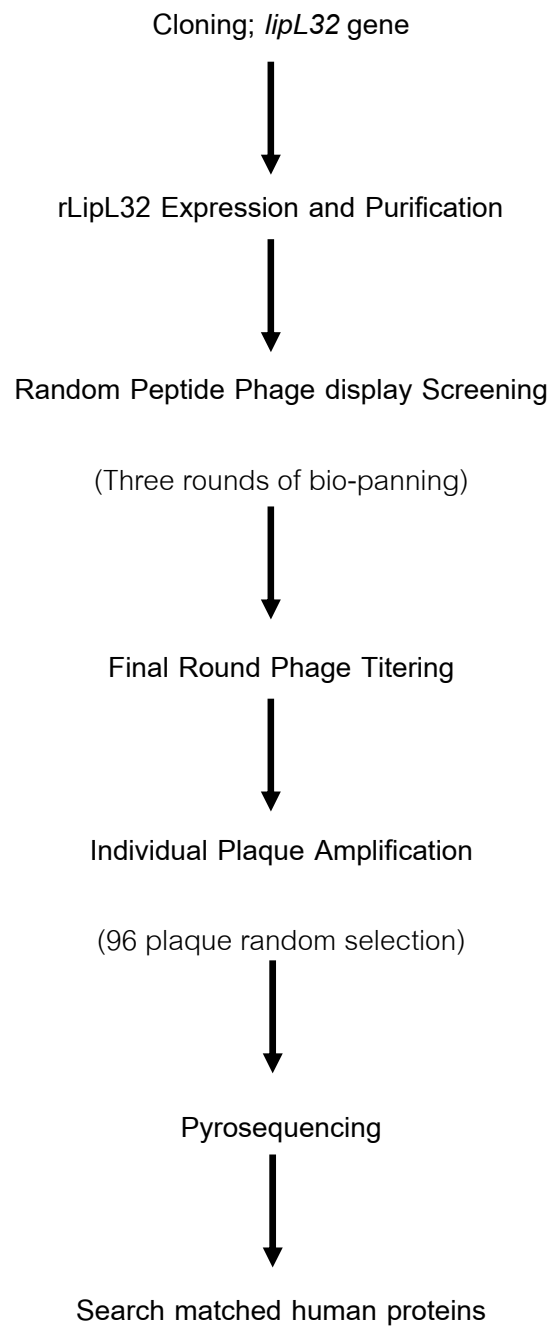 Cloning; lipL32 gene
rLipL32 Expression and Purification
Random Peptide Phage display Screening
(Three rounds of bio-panning)
Final Round Phage Titering
Individual Plaque Amplification
(96 plaque random selection)
Pyrosequencing
Search matched human proteins